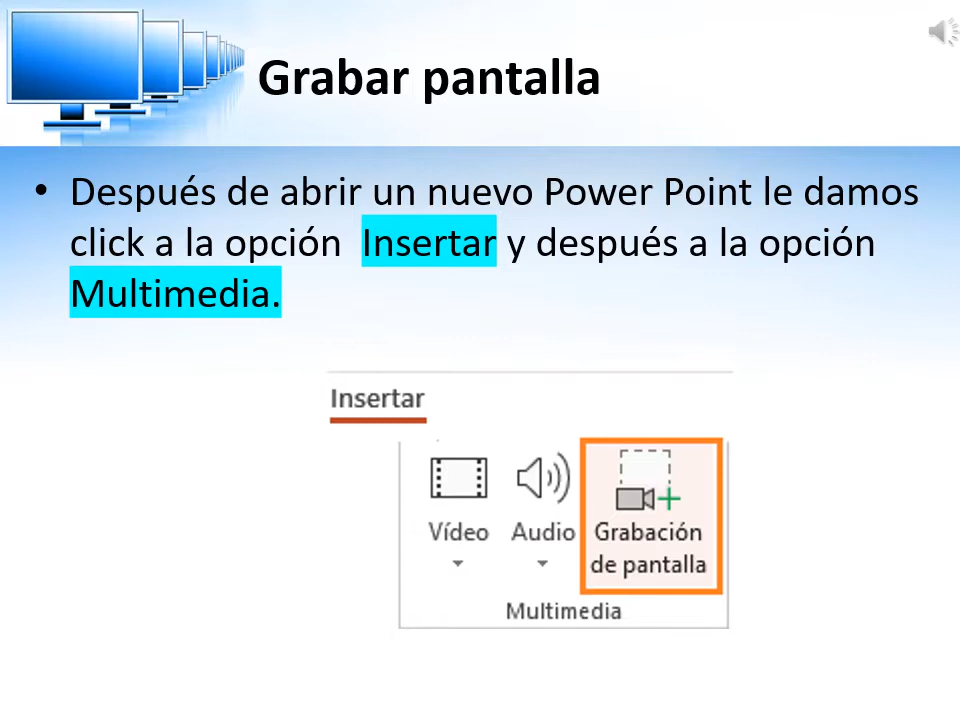 Grabar pantalla
• Después de abrir un nuevo Power Point le damos
click a la opción Insertar y después a la opción
Multimedia.
Insertar
Vídeo Audio Grabación
de pantalla
Multimedia